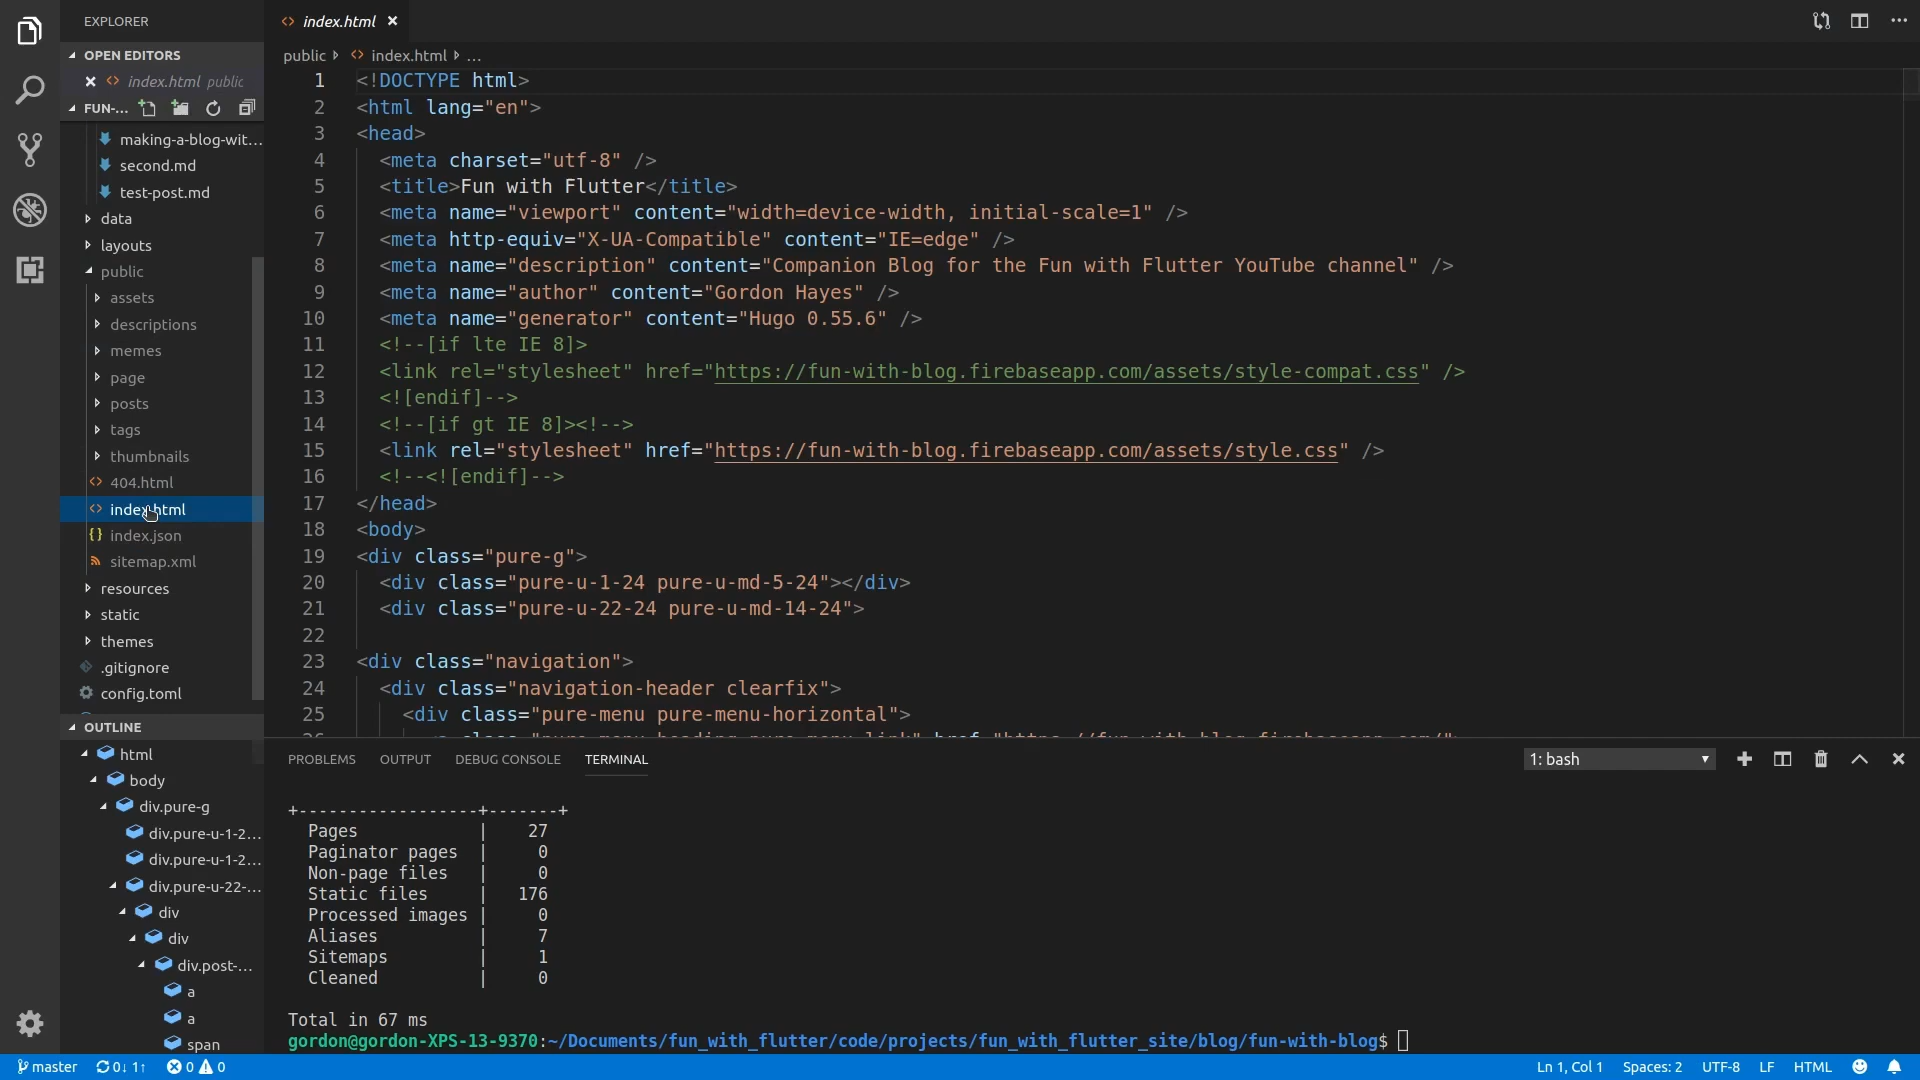 EXPLORER
OPEN EDITORS
index.html public
FUN-...
making-a-blog-wit...
second.md
test-post.md
data
layouts
public
assets
descriptions
memes
page
posts
tags
thumbnails
404.html
index.html
index.json
sitemap.xml
resources
static
themes
.gitignore
config.toml
OUTLINE
html
body
div.pure-g
div.pure-u-1-2...
div.pure-u-1-2...
div.pure-u-22-...
div
div
div.post-...
a
a
span
index.html
public index.html ...
1 <!DOCTYPE html>
2 <html lang="en">
3 <head>
4 <meta charset="utf-8" />
5 <title>Fun with Flutter</title>
6 <meta name="viewport" content="width=device-width, initial-scale=1" />
7 <meta http-equiv="X-UA-Compatible" content="IE=edge" />
8 <meta name="description" content="Companion Blog for the Fun with Flutter YouTube channel" />
9 <meta name="author" content="Gordon Hayes" />
10 <meta name="generator" content="Hugo 0.55.6" />
11 <!--[if lte IE 8]>
12 <link rel="stylesheet" href="https://fun-with-blog.firebaseapp.com/assets/style-compat.css" />
13 <![endif]-->
14 <!--[if gt IE 8]><!-->
15 <link rel="stylesheet" href="https://fun-with-blog.firebaseapp.com/assets/style.css" />
16 <!--<![endif]-->
17 </head>
18 <body>
19 <div class="pure-g">
20 <div class="pure-u-1-24 pure-u-md-5-24"></div>
21 <div class="pure-u-22-24 pure-u-md-14-24">
22
23 <div class="navigation">
24 <div class="navigation-header clearfix">
25 <div class="pure-menu pure-menu-horizontal">
PROBLEMS OUTPUT DEBUG CONSOLE TERMINAL 1: bash
+------------------+-------+
Pages | 27
Paginator pages | 0
Non-page files | 0
Static files | 176
Processed images | 0
Aliases | 7
Sitemaps | 1
Cleaned | 0
Total in 67 ms
gordon@gordon-XPS-13-9370:~/Documents/fun_with_flutter/code/projects/fun_with_flutter_site/blog/fun-with-blog$
master 0↓ 1↑ 0 0 Ln 1, Col 1 Spaces: 2 UTF-8 LF HTML